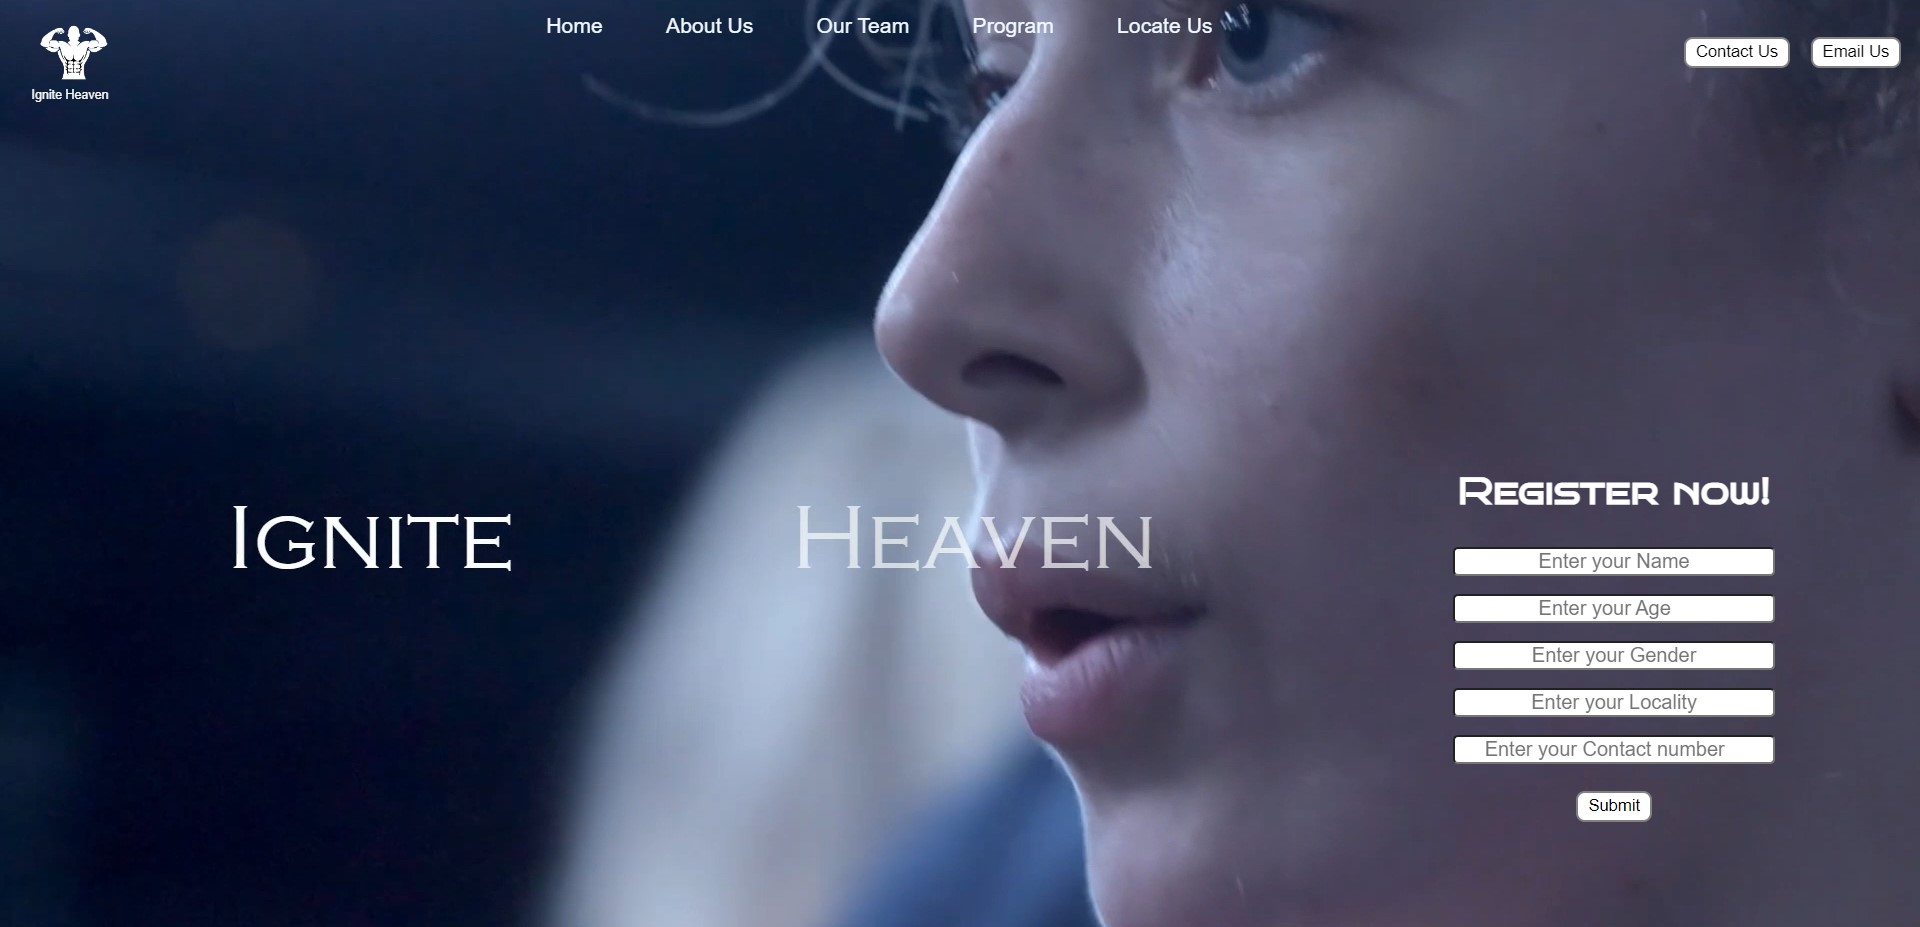 Home
About Us
Our Team
Program
Locate Us
Contact Us
Email Us
Ignite Heaven
Ignite Heaven
Register now!
Enter your Name
Enter your Age
Enter your Gender
Enter your Locality
Enter your Contact number
Submit